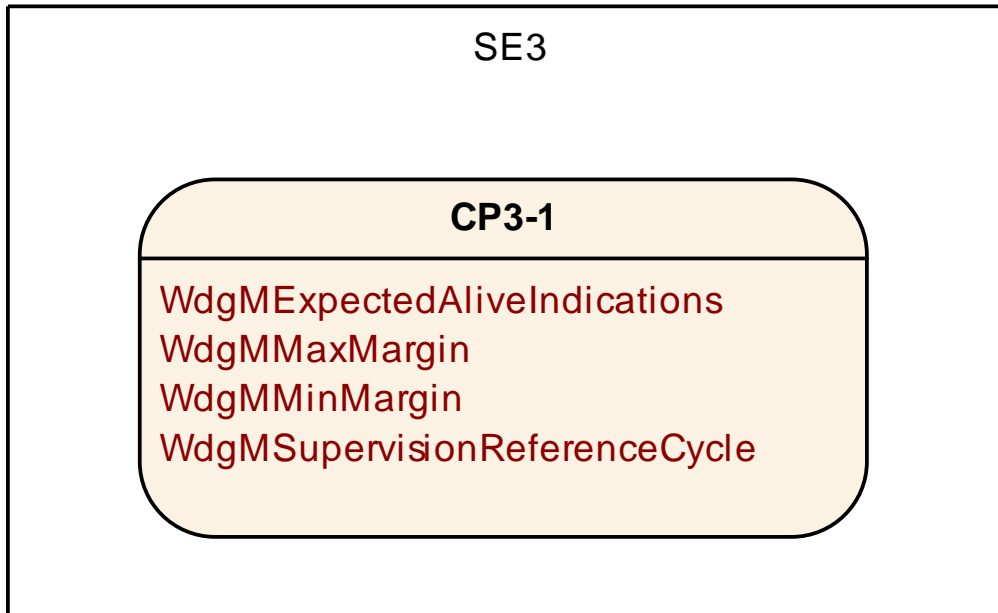 SE3
CP3-1
WdgMExpectedAliveIndications
WdgMMaxMargin
WdgMMinMargin
WdgMSupervisionReferenceCycle